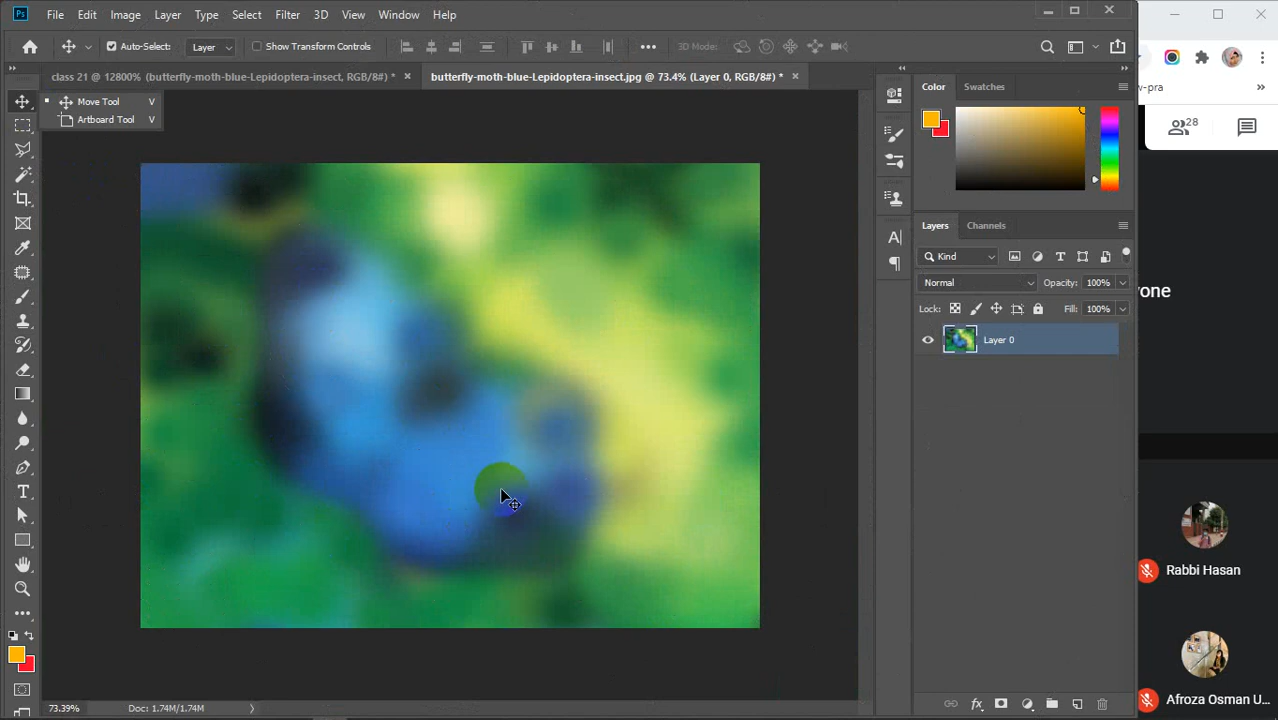 Ps File Edit Image Layer Type Select Filter 3D View Window Help
Auto-Select: Layer Show Transform Controls 3D Mode:
class 21 @ 12800% (butterfly-moth-blue-Lepidoptera-insect, RGB/8#) * × butterfly-moth-blue-Lepidoptera-insect.jpg @ 73.4% (Layer 0, RGB/8#) * ×
Move Tool V
Artboard Tool V
Color Swatches
w-pra
28
Layers Channels
Kind
Normal Opacity: 100%
Lock: Fill: 100%
Layer 0
yone
Rabbi Hasan
Afroza Osman U...
73.39% Doc: 1.74M/1.74M